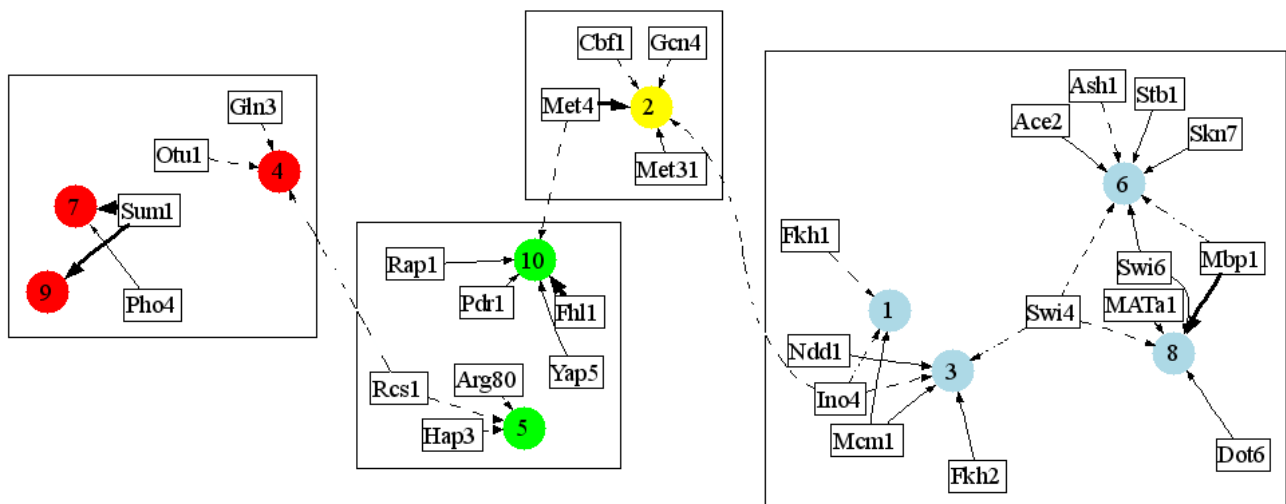 Gln3
Otu1
4
7
Sum1
9
Pho4
Cbf1
Gcn4
Met4
2
Met31
Rap1
10
Pdr1
Fhl1
Yap5
Rcs1
Arg80
Hap3
5
Ash1
Stb1
Ace2
Skn7
6
Fkh1
Swi6
Mbp1
1
Swi4
MATa1
Ndd1
3
8
Ino4
Mcm1
Fkh2
Dot6